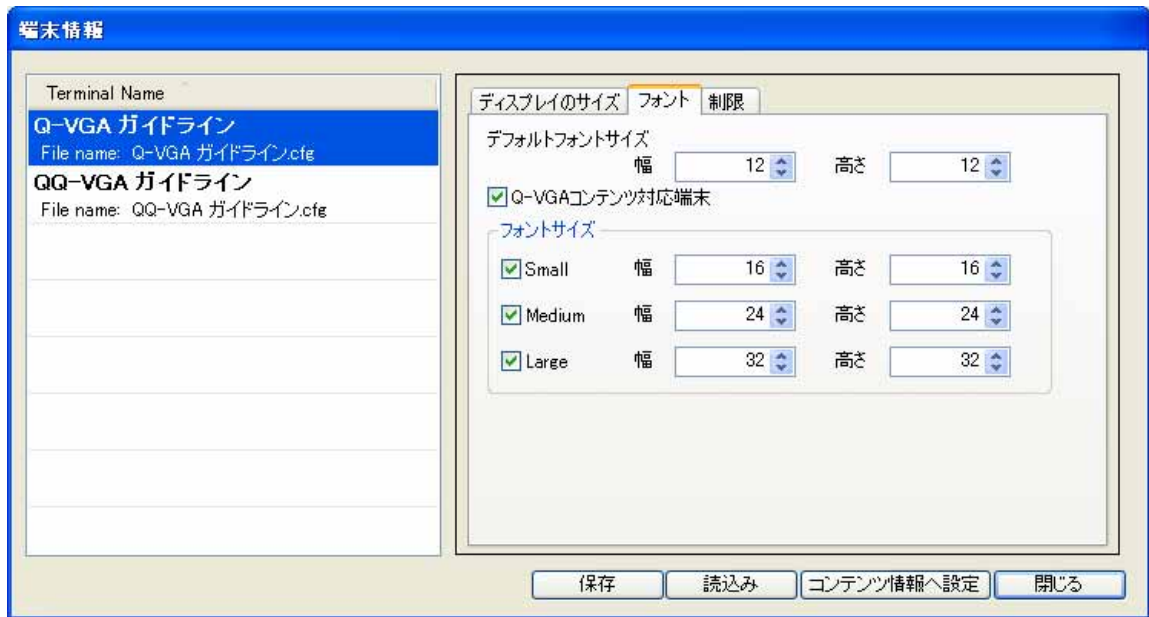 端末情報
Terminal Name
Q-VGA ガイドライン
File name: Q-VGA ガイドライン.cfg
QQ-VGA ガイドライン
File name: QQ-VGA ガイドライン.cfg
ディスプレイのサイズ フォント 制限
デフォルトフォントサイズ
幅 12 高さ 12
Q-VGAコンテンツ対応端末
フォントサイズ
Small 幅 16 高さ 16
Medium 幅 24 高さ 24
Large 幅 32 高さ 32
保存 読込み コンテンツ情報へ設定 閉じる